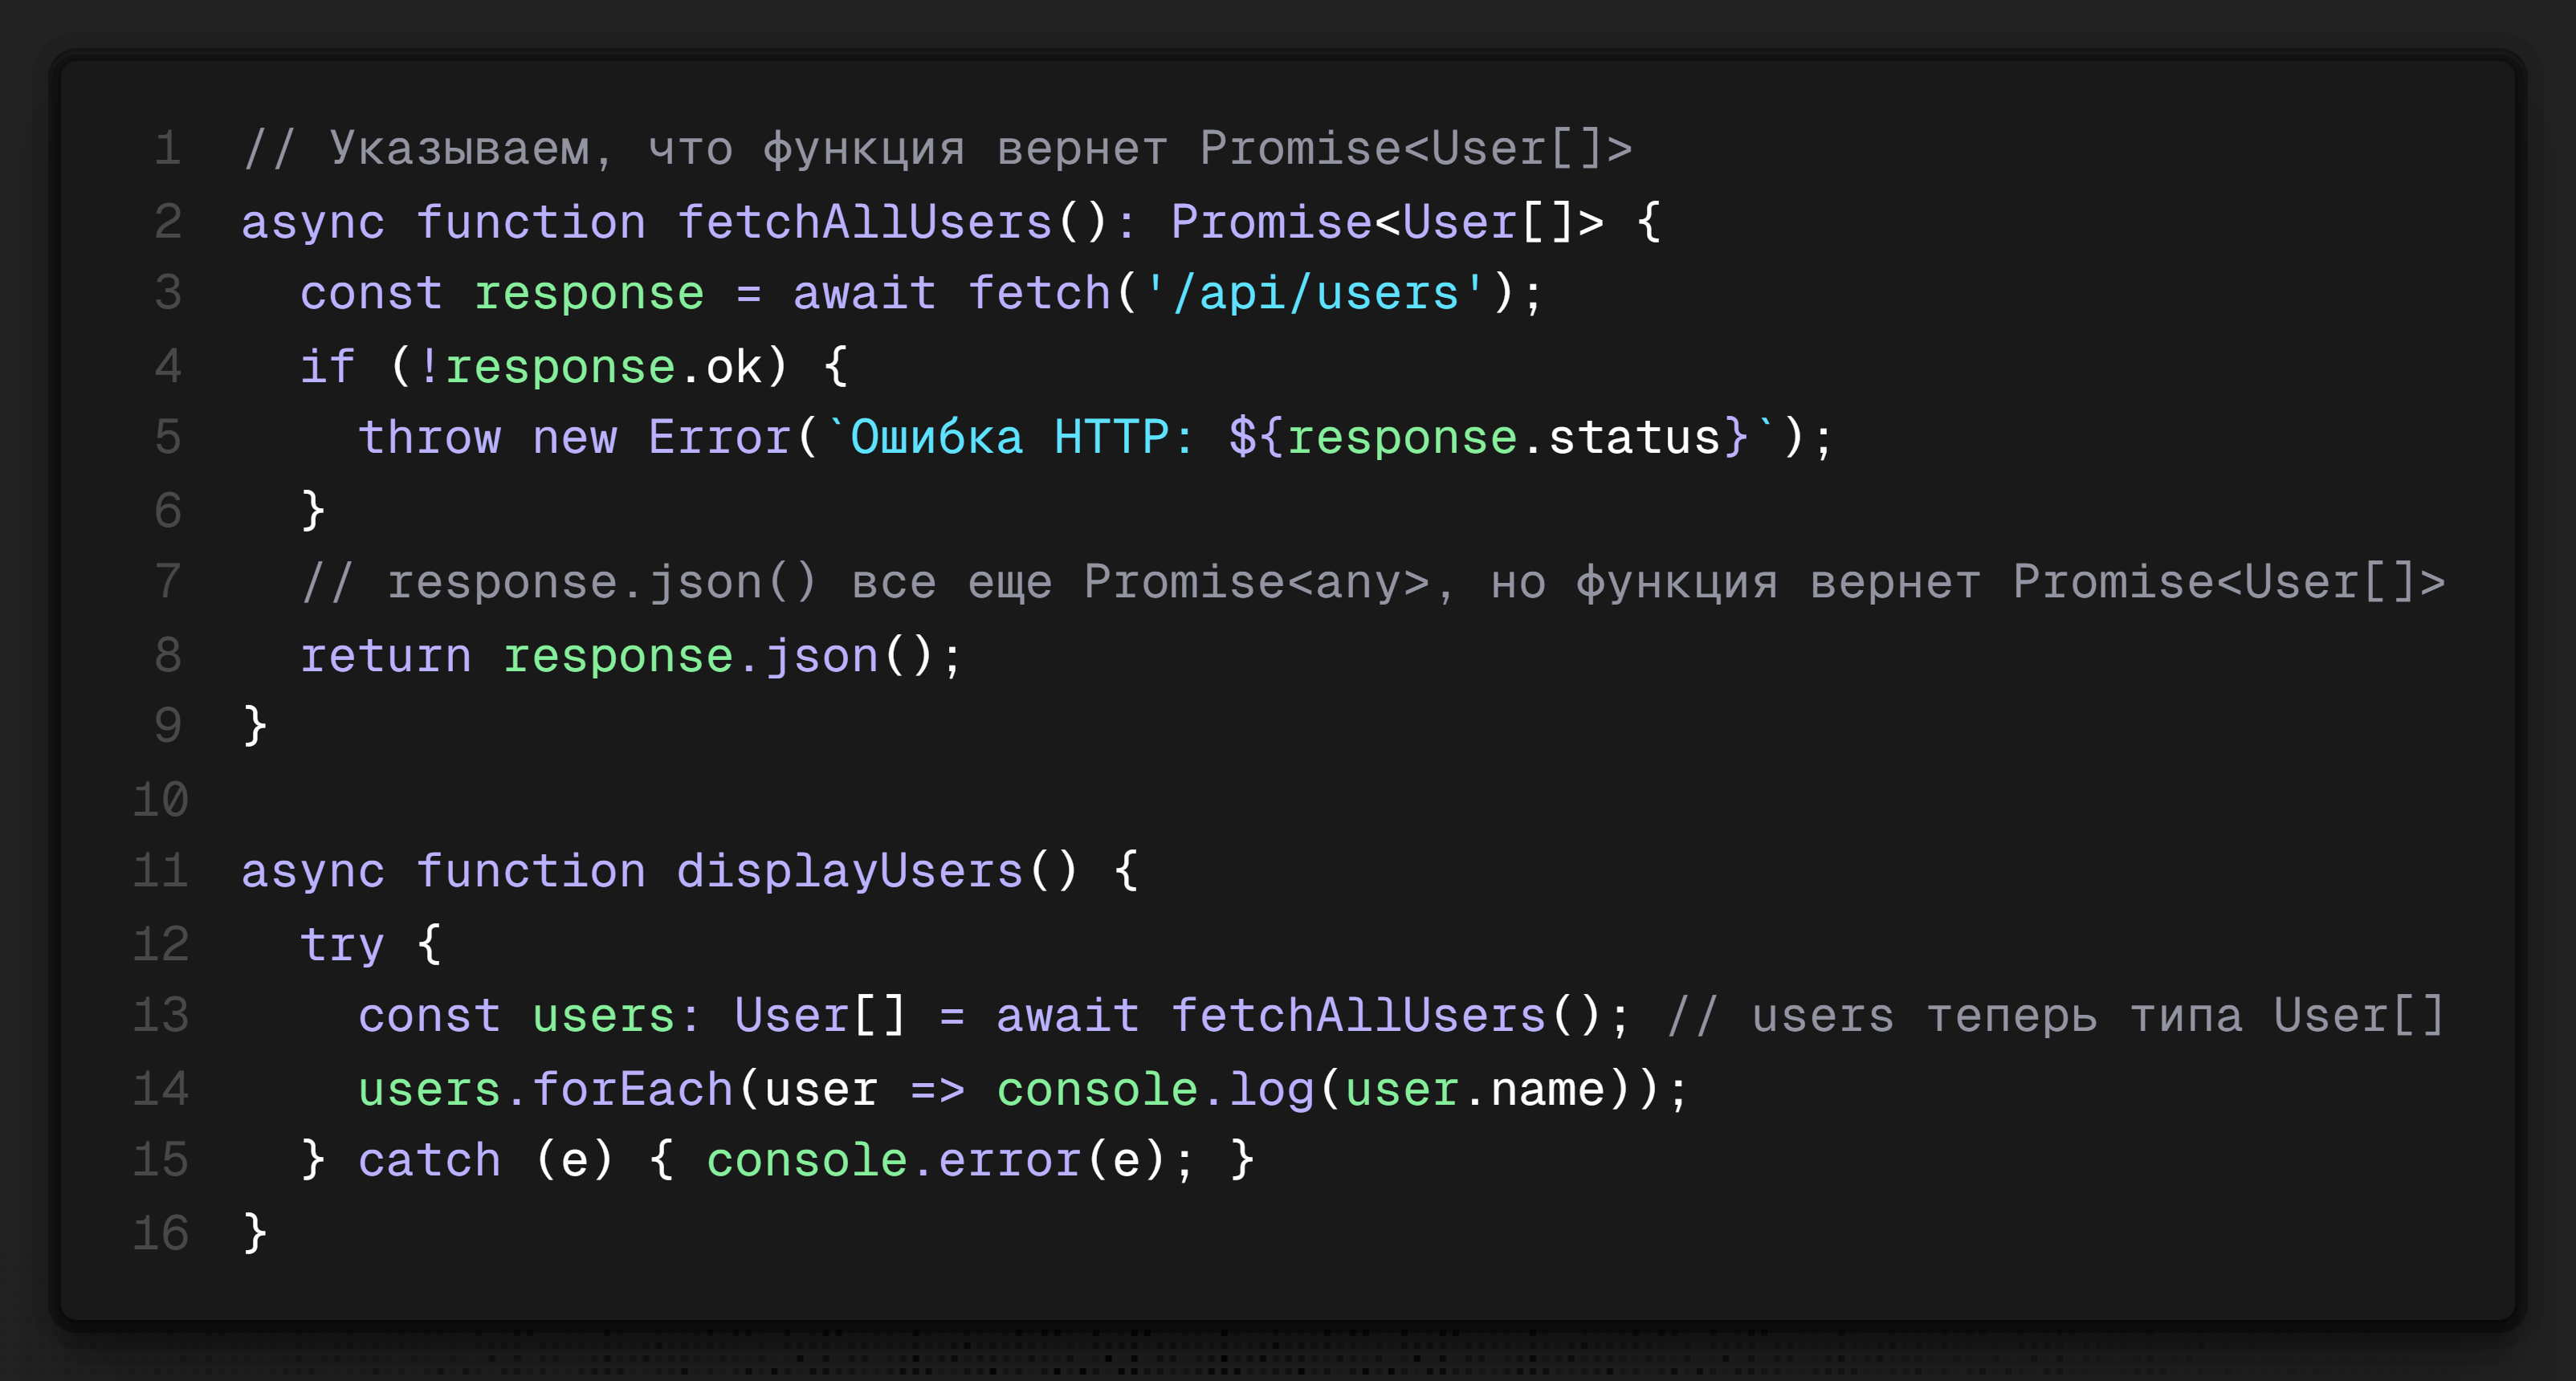 1 // Указываем, что функция вернет Promise<User[]>
2 async function fetchAllUsers(): Promise<User[]> {
3   const response = await fetch('/api/users');
4   if (!response.ok) {
5     throw new Error(`Ошибка HTTP: ${response.status}`);
6   }
7   // response.json() все еще Promise<any>, но функция вернет Promise<User[]>
8   return response.json();
9 }
10
11 async function displayUsers() {
12   try {
13     const users: User[] = await fetchAllUsers(); // users теперь типа User[]
14     users.forEach(user => console.log(user.name));
15   } catch (e) { console.error(e); }
16 }